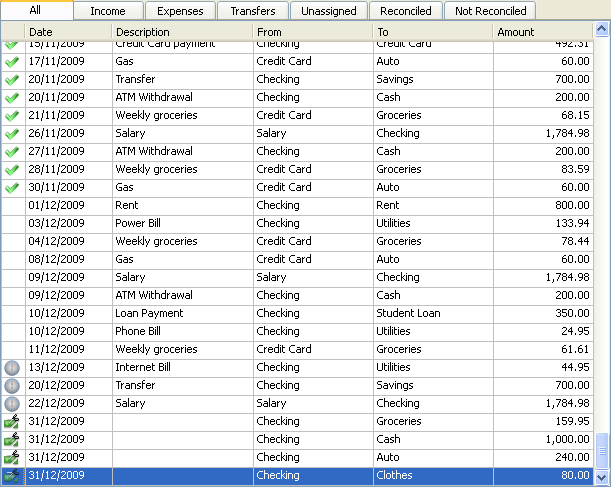 All Income Expenses Transfers Unassigned Reconciled Not Reconciled
Date Description From To Amount
15/11/2009 Credit Card payment Checking Credit Card 492.31
17/11/2009 Gas Credit Card Auto 60.00
20/11/2009 Transfer Checking Savings 700.00
20/11/2009 ATM Withdrawal Checking Cash 200.00
21/11/2009 Weekly groceries Credit Card Groceries 68.15
26/11/2009 Salary Salary Checking 1,784.98
27/11/2009 ATM Withdrawal Checking Cash 200.00
28/11/2009 Weekly groceries Credit Card Groceries 83.59
30/11/2009 Gas Credit Card Auto 60.00
01/12/2009 Rent Checking Rent 800.00
03/12/2009 Power Bill Checking Utilities 133.94
04/12/2009 Weekly groceries Credit Card Groceries 78.44
08/12/2009 Gas Credit Card Auto 60.00
09/12/2009 Salary Salary Checking 1,784.98
09/12/2009 ATM Withdrawal Checking Cash 200.00
10/12/2009 Loan Payment Checking Student Loan 350.00
10/12/2009 Phone Bill Checking Utilities 24.95
11/12/2009 Weekly groceries Credit Card Groceries 61.61
13/12/2009 Internet Bill Checking Utilities 44.95
20/12/2009 Transfer Checking Savings 700.00
22/12/2009 Salary Salary Checking 1,784.98
31/12/2009 Checking Groceries 159.95
31/12/2009 Checking Cash 1,000.00
31/12/2009 Checking Auto 240.00
31/12/2009 Checking Clothes 80.00